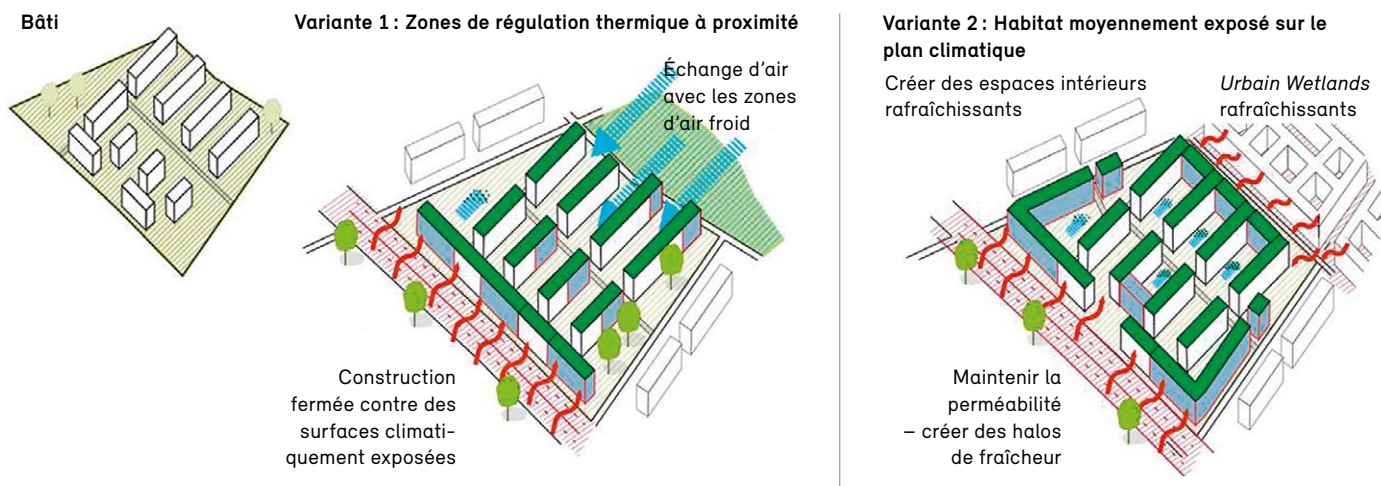 Bâti
Variante 1 : Zones de régulation thermique à proximité
Échange d’air
avec les zones
d’air froid
Construction
fermée contre des
surfaces climati-
quement exposées
Variante 2 : Habitat moyennement exposé sur le
plan climatique
Créer des espaces intérieurs
rafraîchissants
Urbain Wetlands
rafraîchissants
Maintenir la
perméabilité
– créer des halos
de fraîcheur